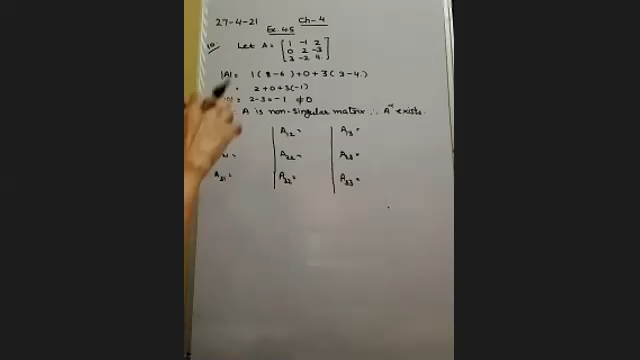 27-4-21 Ch-4
Ex 4.5
10 Let A = [ 1 -1 2
0 2 -3
3 -2 4 ]
|A| = 1 ( 8 - 6 ) + 0 + 3 ( 3 - 4 )
= 2 + 0 + 3(-1)
= 2 - 3 = -1 ≠ 0
A is non-singular matrix ∴ A⁻¹ exists.
A₁₂ = A₁₃ =
₂₁ = A₂₂ = A₂₃ =
A₃₁ = A₃₂ = A₃₃ =